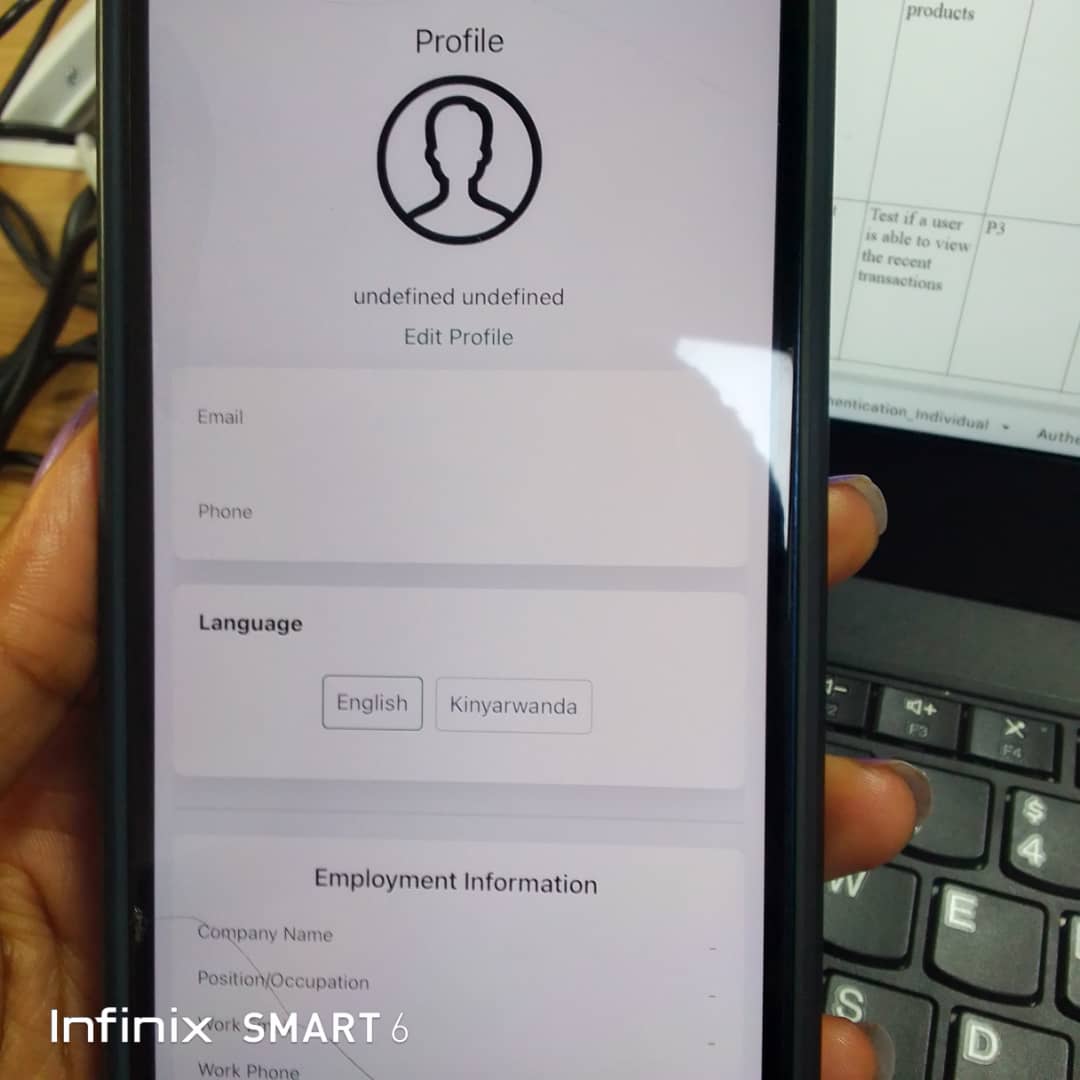 Profile
undefined undefined
Edit Profile
Email
Phone
Language
English
Kinyarwanda
Employment Information
Company Name
-
Position/Occupation
-
Work
-
Work Phone
products
Test if a user
is able to view
the recent
transactions
P3
entication_Individual
Authe
F3
F4
$
4
W
E
S
D
Infinix SMART 6